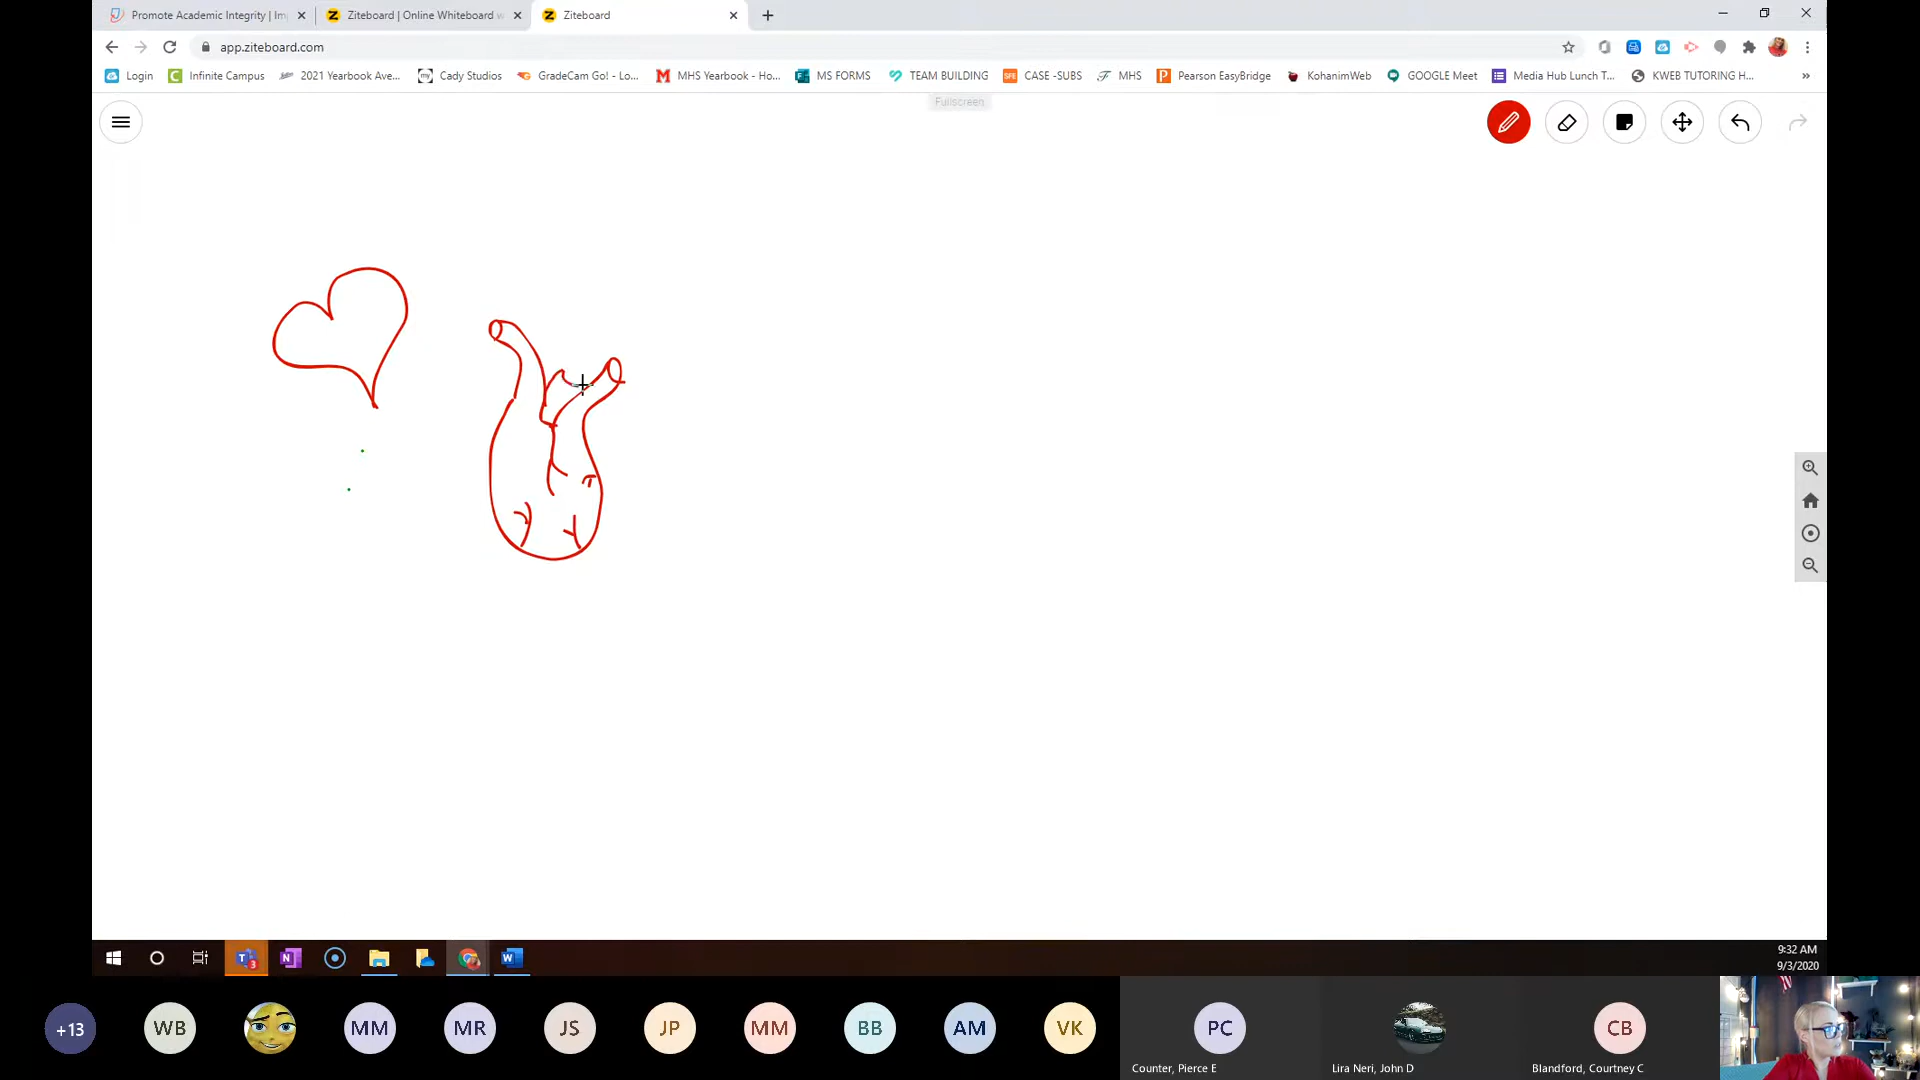 Promote Academic Integrity | Im
Ziteboard | Online Whiteboard w
Ziteboard
app.ziteboard.com
Login
Infinite Campus
2021 Yearbook Ave...
my
Cady Studios
GradeCam Go! - Lo...
MHS Yearbook - Ho...
MS FORMS
TEAM BUILDING
SFE
CASE -SUBS
MHS
Pearson EasyBridge
KohanimWeb
GOOGLE Meet
Media Hub Lunch T...
KWEB TUTORING H...
»
Fullscreen
9:32 AM
9/3/2020
+13
WB
MM
MR
JS
JP
MM
BB
AM
VK
PC
CB
Counter, Pierce E
Lira Neri, John D
Blandford, Courtney C